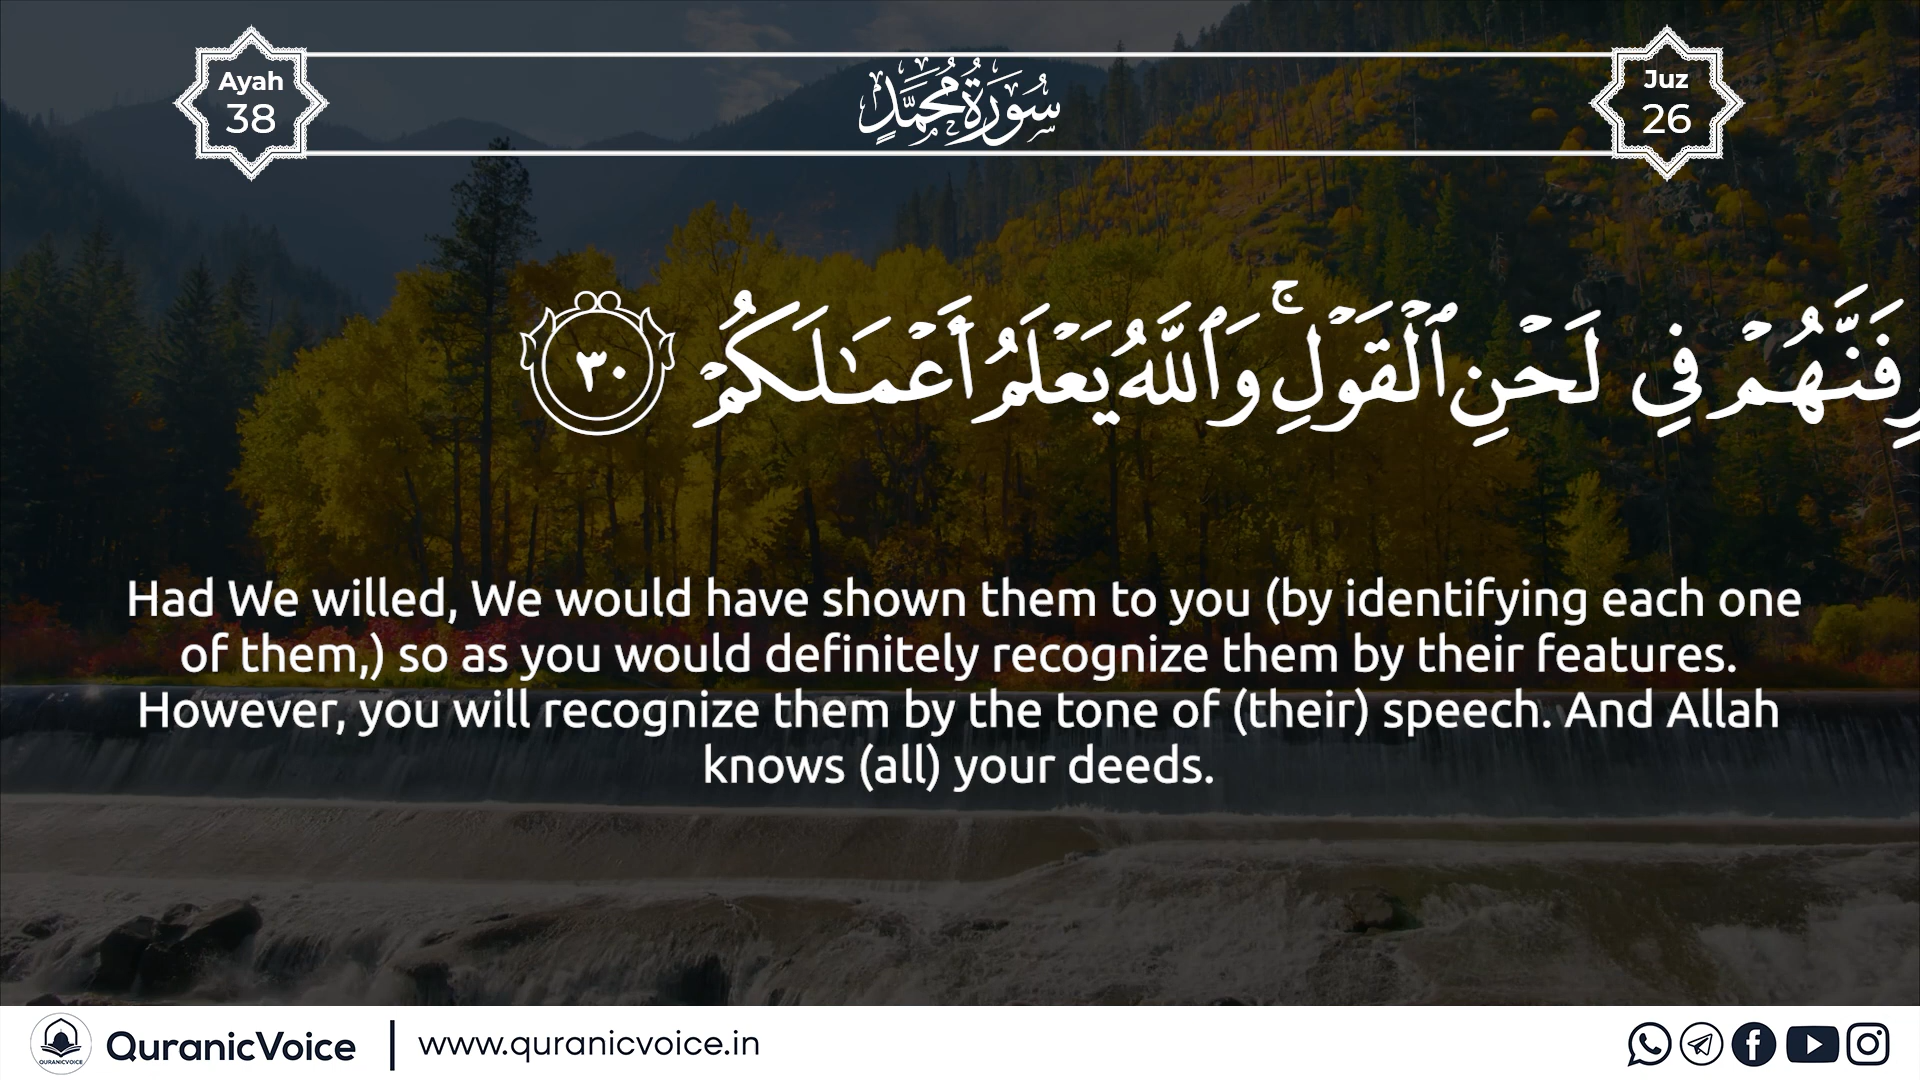 Ayah
38
سُورَةُ مُحَمَّدٍ
Juz
26
رِفَنَّهُمْ فِي لَحْنِ ٱلْقَوْلِ ۚ وَٱللَّهُ يَعْلَمُ أَعْمَـٰلَكُمْ ٣٠
Had We willed, We would have shown them to you (by identifying each one
of them,) so as you would definitely recognize them by their features.
However, you will recognize them by the tone of (their) speech. And Allah
knows (all) your deeds.
QURANICVOICE
QuranicVoice | www.quranicvoice.in